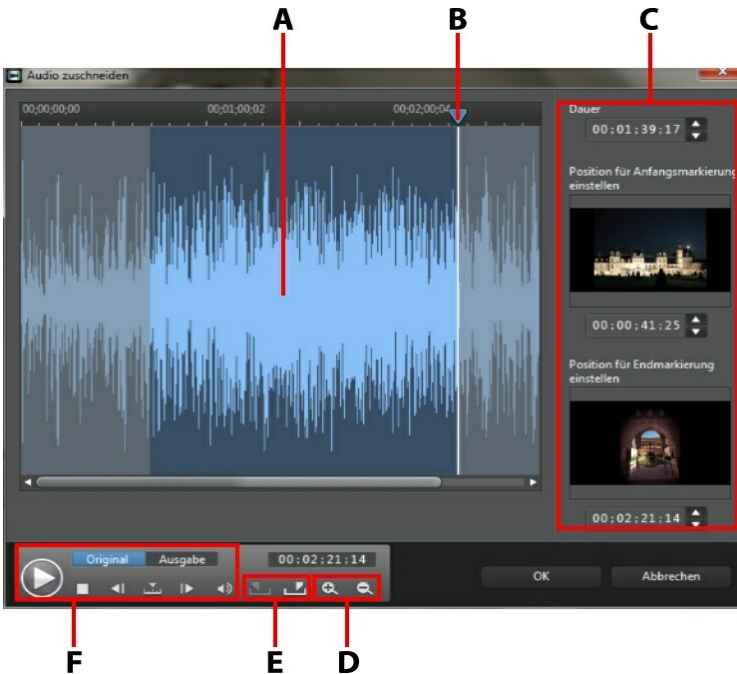 A
B
C
Audio zuschneiden
00;00;00;00
00;01;00;02
00;02;00;04
Dauer
00;01;39;17
Position für Anfangsmarkierung
einstellen
00;00;41;25
Position für Endmarkierung
einstellen
00;02;21;14
Original
Ausgabe
00;02;21;14
OK
Abbrechen
F
E
D